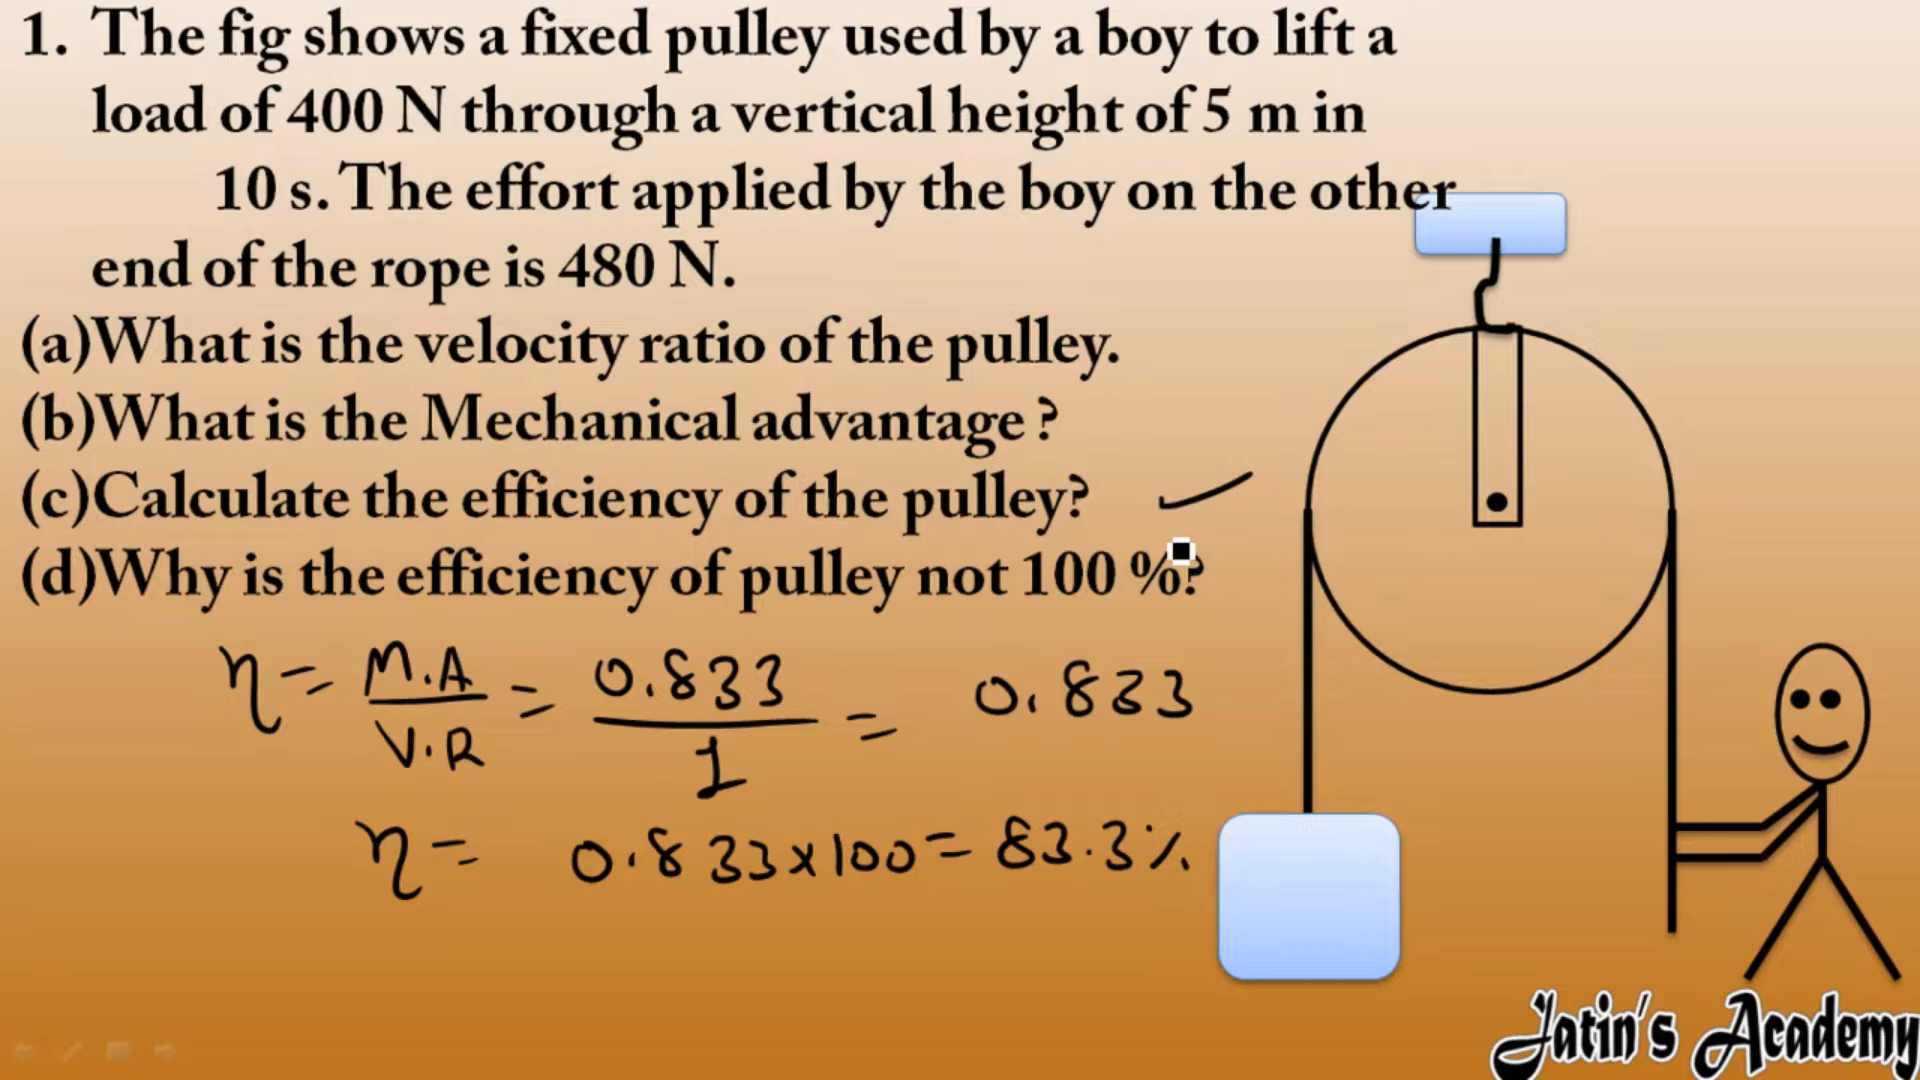 1. The fig shows a fixed pulley used by a boy to lift a
load of 400 N through a vertical height of 5 m in
10 s. The effort applied by the boy on the other
end of the rope is 480 N.
(a)What is the velocity ratio of the pulley.
(b)What is the Mechanical advantage ?
(c)Calculate the efficiency of the pulley?
(d)Why is the efficiency of pulley not 100 %?
η = M.A / V.R = 0.833 / 1 = 0.833
η = 0.833 x 100 = 83.3%
Jatin's Academy